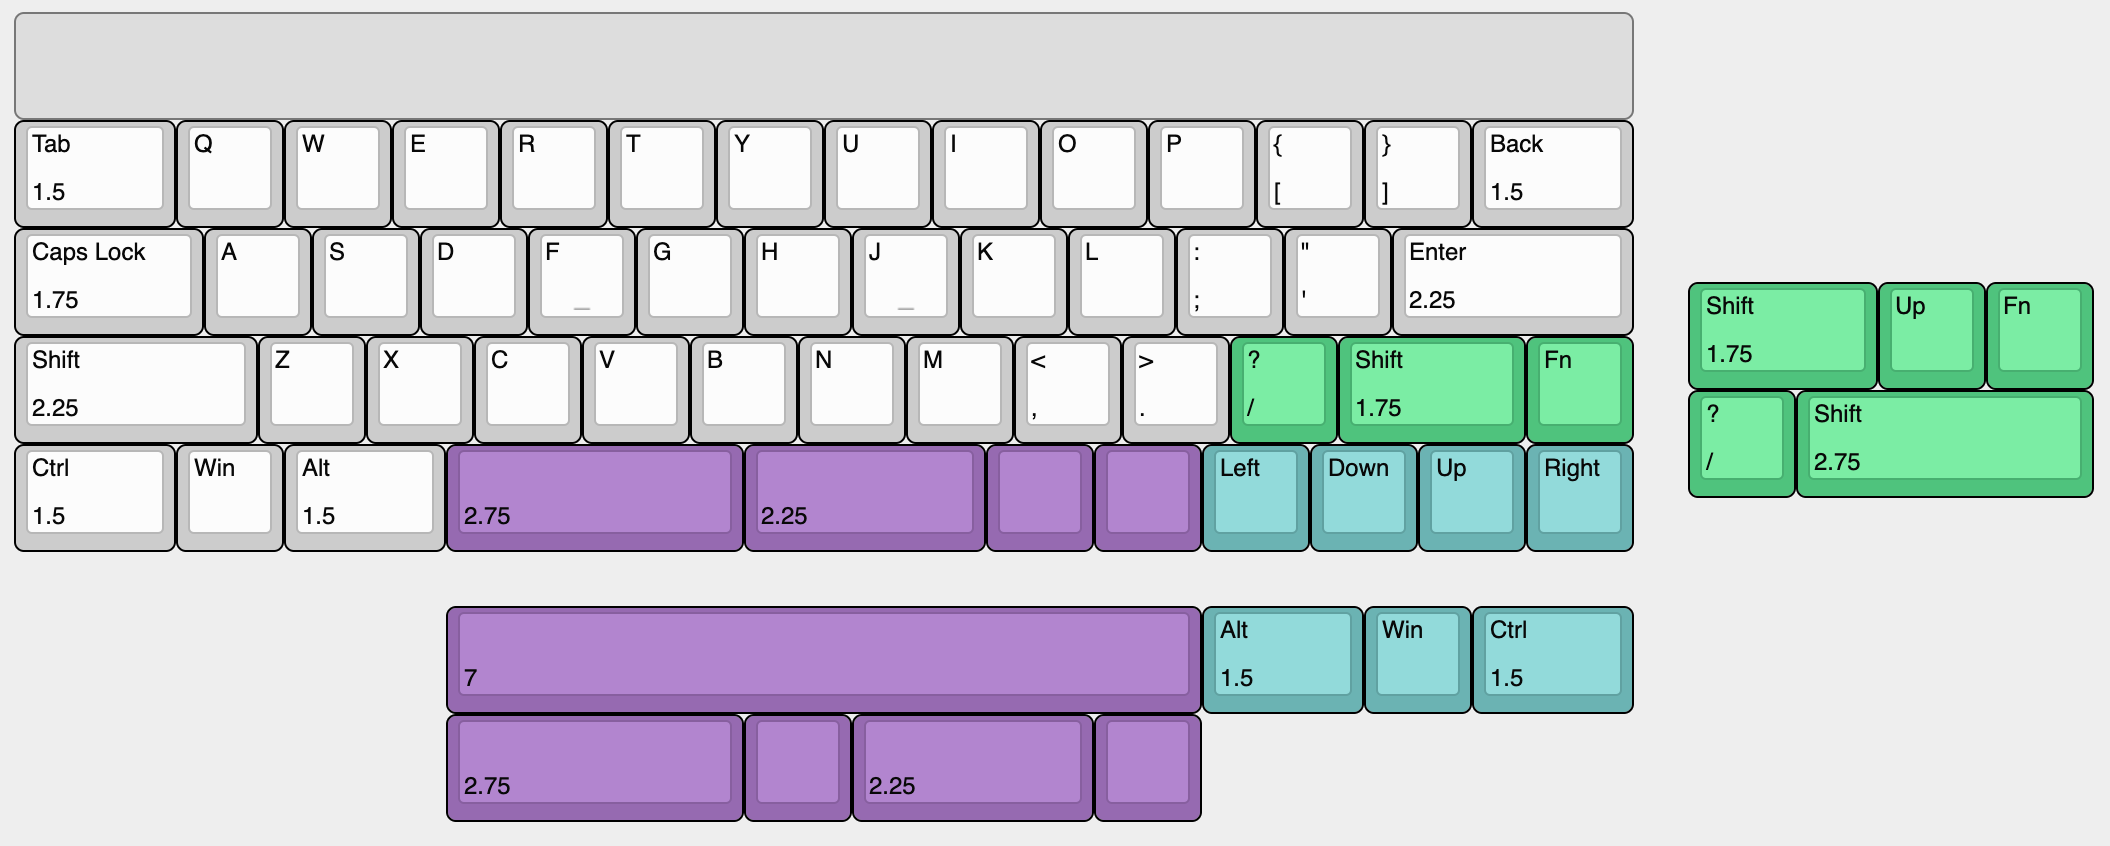 Tab Q W E R T Y U I O P { } Back
1.5 [ ] 1.5
Caps Lock A S D F G H J K L : " Enter
1.75 _ _ ; ' 2.25
Shift Up Fn
1.75
Shift Z X C V B N M < > ? Shift Fn
2.25 , . / 1.75
? Shift
/ 2.75
Ctrl Win Alt Left Down Up Right
1.5 1.5 2.75 2.25
Alt Win Ctrl
7 1.5 1.5
2.75 2.25